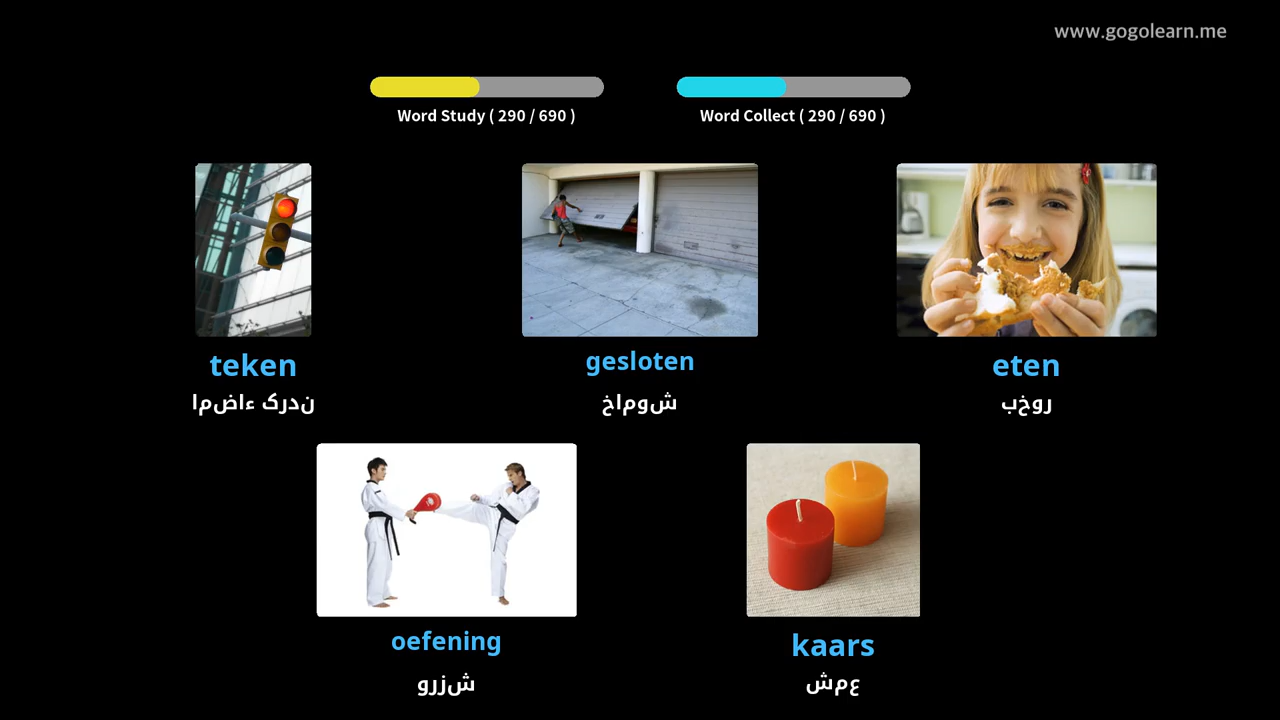 www.gogolearn.me
Word Study ( 290 / 690 )
Word Collect ( 290 / 690 )
teken
ندرک ءاضما
gesloten
شوماخ
eten
روخب
oefening
شزرو
kaars
عمش